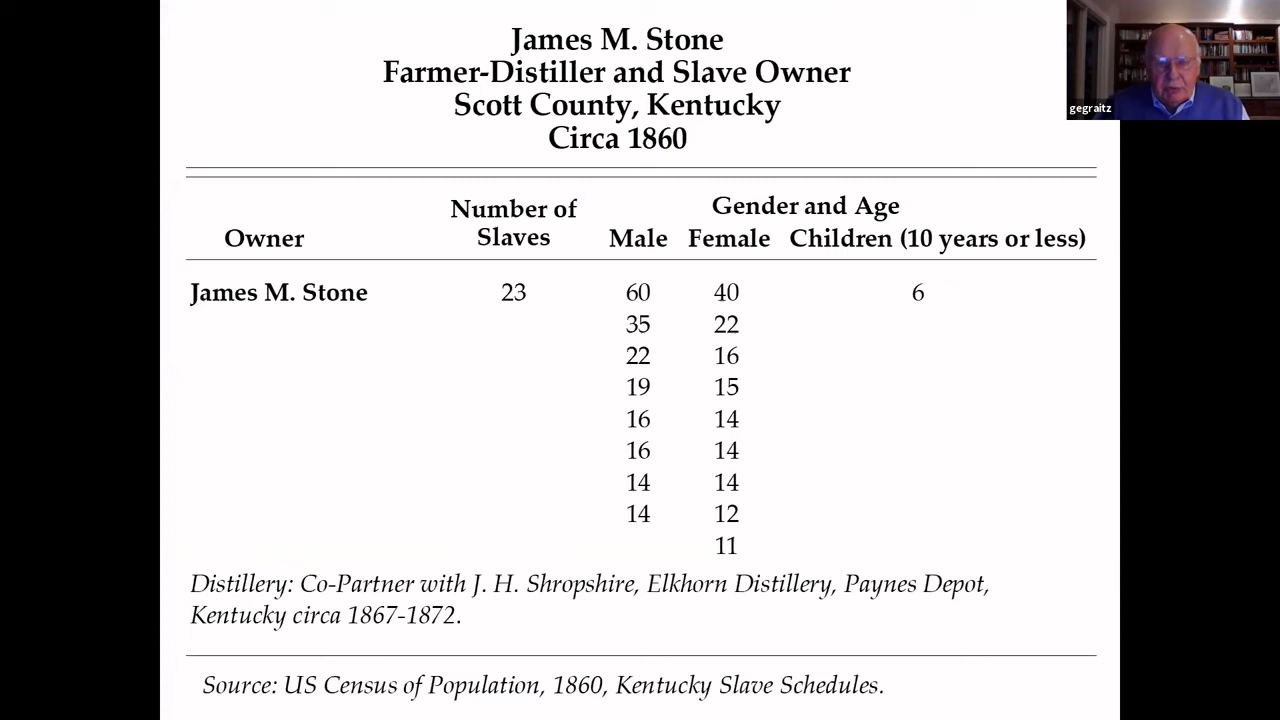 James M. Stone
Farmer-Distiller and Slave Owner
Scott County, Kentucky
Circa 1860
gegraitz
Number of Gender and Age
Owner Slaves Male Female Children (10 years or less)
James M. Stone 23 60 40 6
35 22
22 16
19 15
16 14
16 14
14 14
14 12
11
Distillery: Co-Partner with J. H. Shropshire, Elkhorn Distillery, Paynes Depot,
Kentucky circa 1867-1872.
Source: US Census of Population, 1860, Kentucky Slave Schedules.